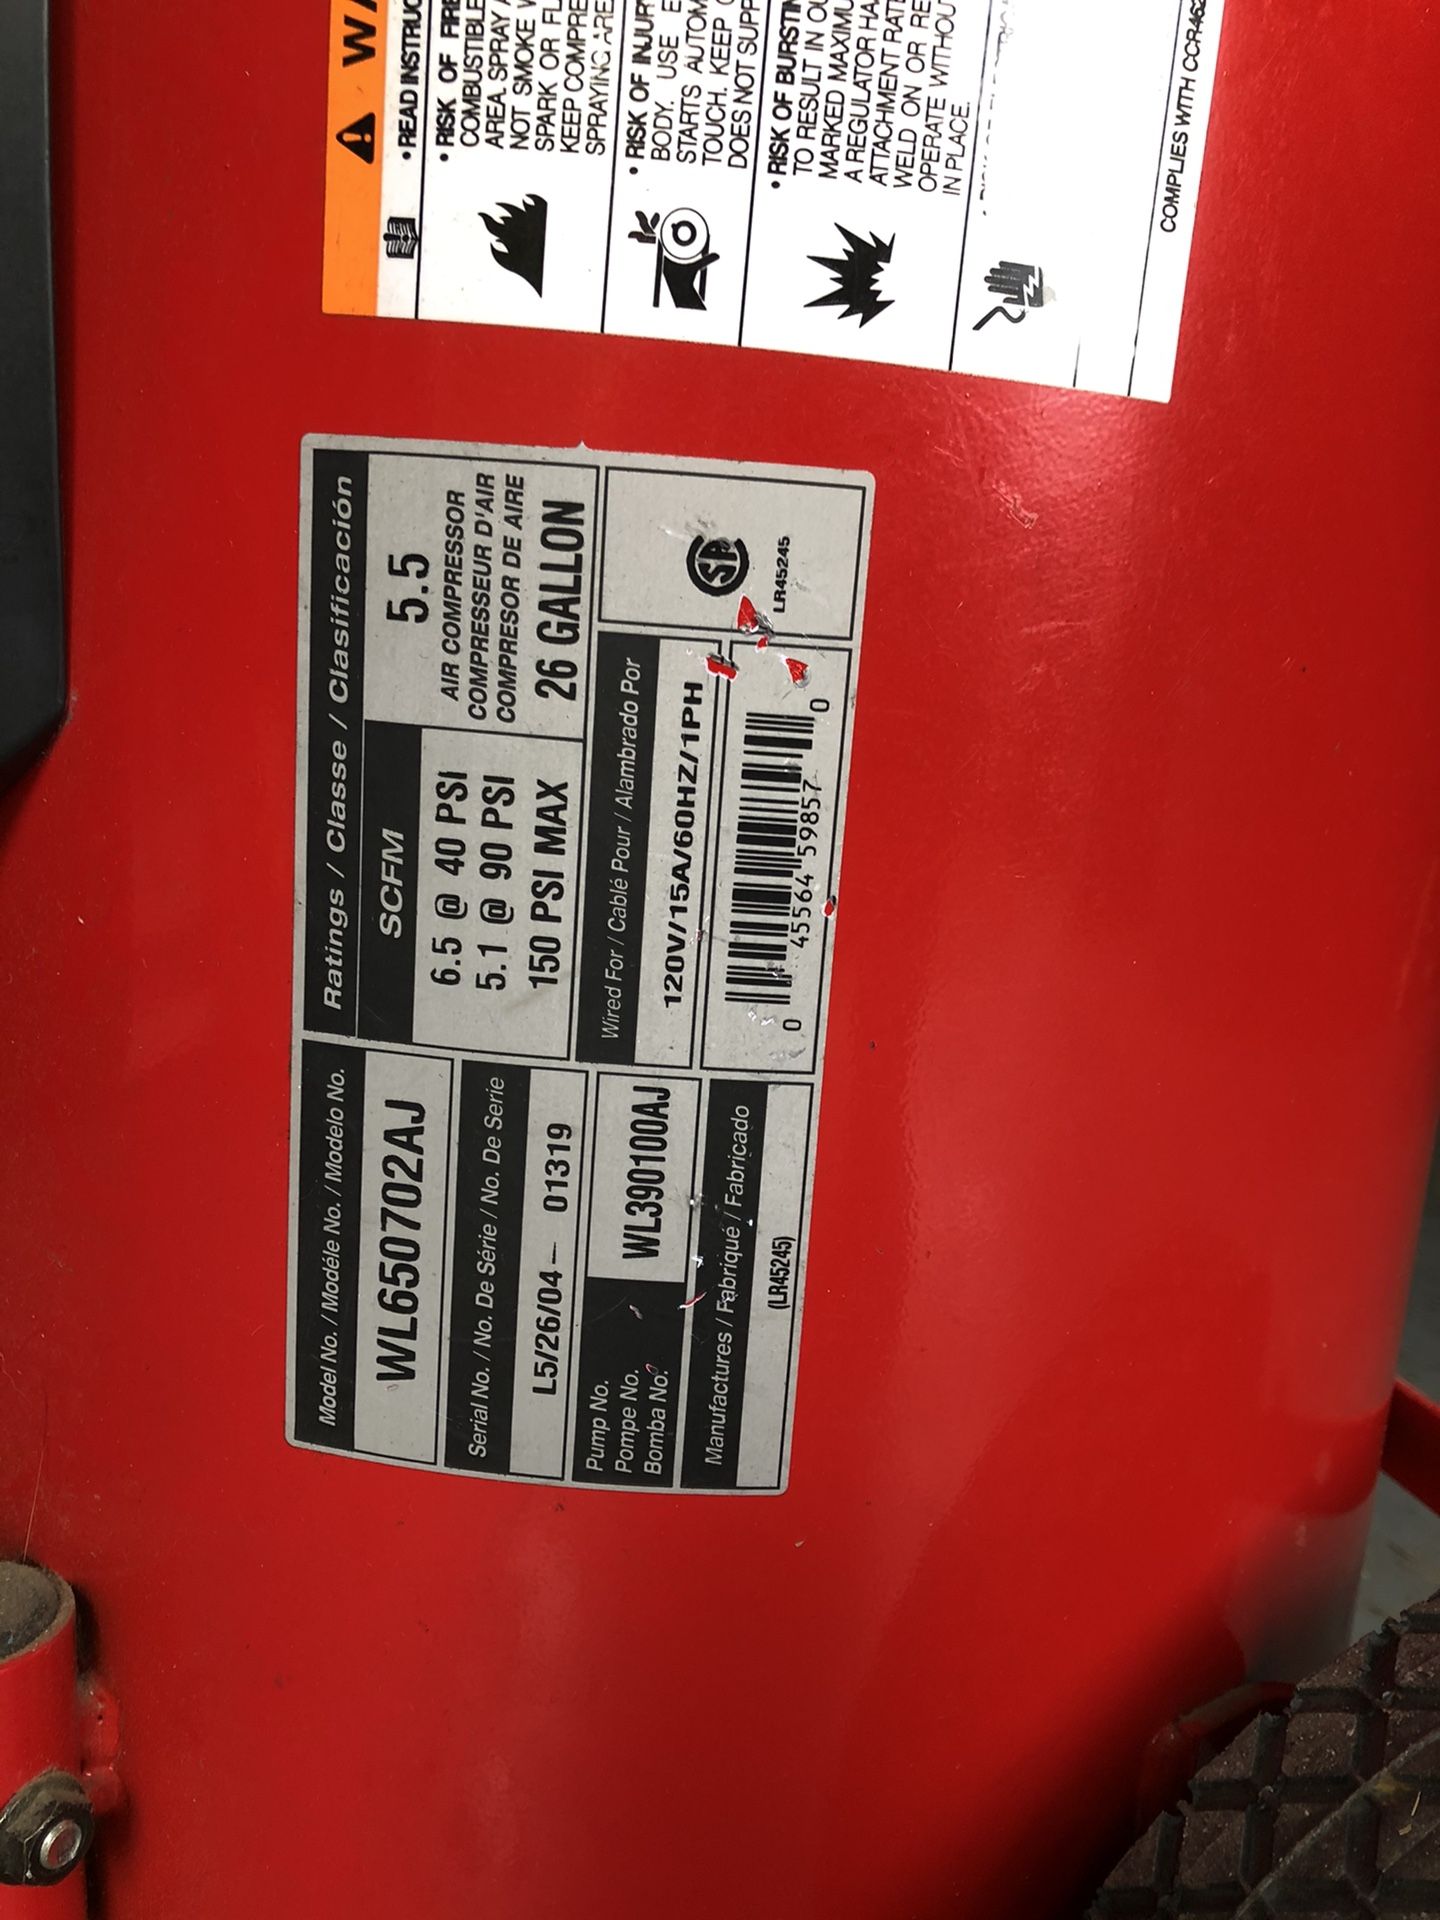 Model No. / Modéle No. / Modelo No.
WL650702AJ
Serial No. / No. De Série / No. De Serie
L5/26/04 – 01319
Pump No.
Pompe No.
Bomba No.
WL390100AJ
Manufactures / Fabriqué / Fabricado
(LR45245)
Ratings / Classe / Clasificación
SCFM
6.5 @ 40 PSI
5.1 @ 90 PSI
150 PSI MAX
5.5
AIR COMPRESSOR
COMPRESSEUR D'AIR
COMPRESOR DE AIRE
26 GALLON
Wired For / Cablé Pour / Alambrado Por
120V/15A/60HZ/1PH
0 45564 59857 0
LR45245
• READ INSTRUC
• RISK OF FIRE
COMBUSTIBLE
AREA. SPRAY
NOT SMOKE
SPARK OR
KEEP COMPRE
SPRAYING ARE
• RISK OF INJUR
BODY. USE
STARTS AUTOM
TOUCH. KEEP
DOES NOT SUPP
• RISK OF BURSTIN
TO RESULT IN
MARKED MAXIMU
A REGULATOR HA
ATTACHMENT RAT
WELD ON OR RE
OPERATE WITHOUT
IN PLACE.
COMPLIES WITH CCR462